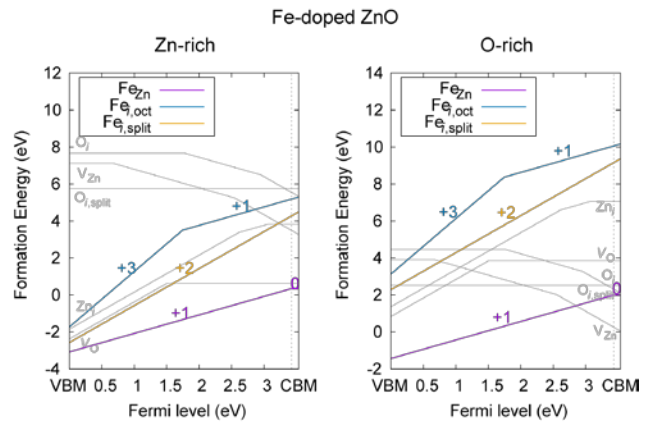 Fe-doped ZnO
Zn-rich
O-rich
Formation Energy (eV)
12
10
8
6
4
2
0
-2
-4
Fe_Zn
Fe_i,oct
Fe_i,split
O_i
V_Zn
O_i,split
Zn_i
V_O
+3
+1
+2
+1
0
VBM 0.5 1 1.5 2 2.5 3 CBM
Fermi level (eV)
Formation Energy (eV)
14
12
10
8
6
4
2
0
-2
Fe_Zn
Fe_i,oct
Fe_i,split
+1
+3
+2
Zn_i
V_O
O_i
O_i,split
0
V_Zn
+1
VBM 0.5 1 1.5 2 2.5 3 CBM
Fermi level (eV)